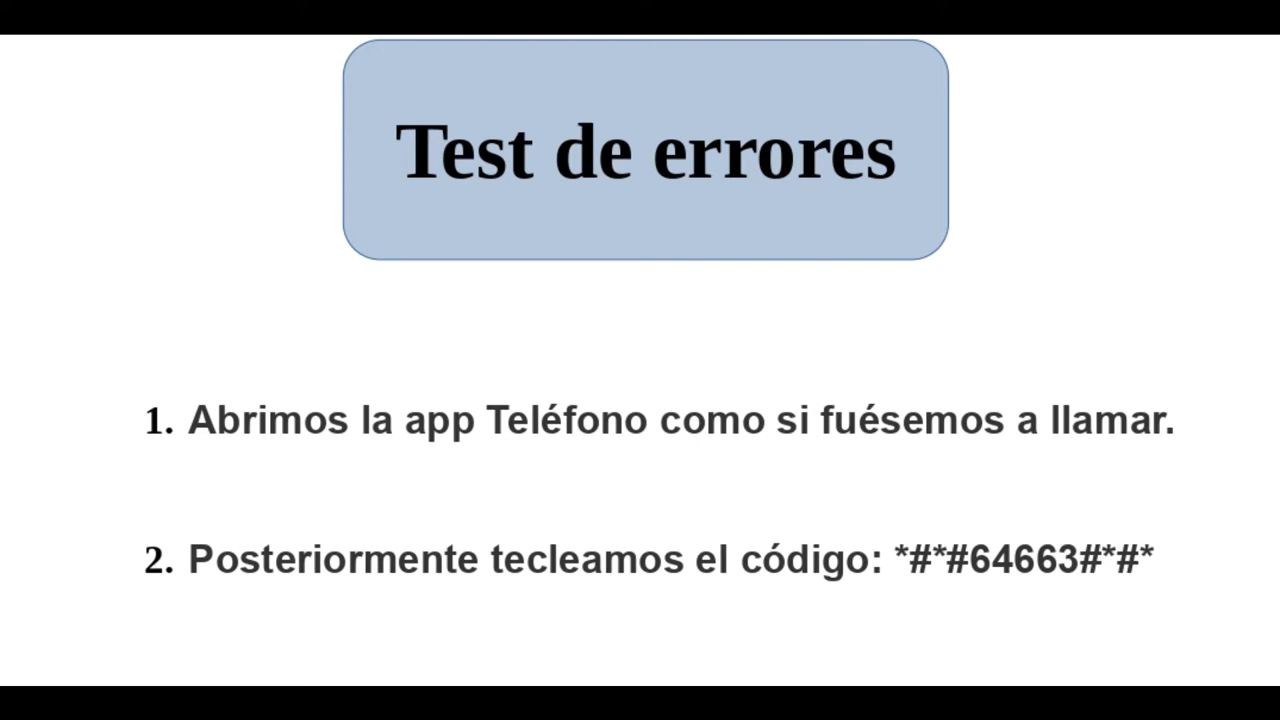 Test de errores
1. Abrimos la app Teléfono como si fuésemos a llamar.
2. Posteriormente tecleamos el código: *#*#64663#*#*